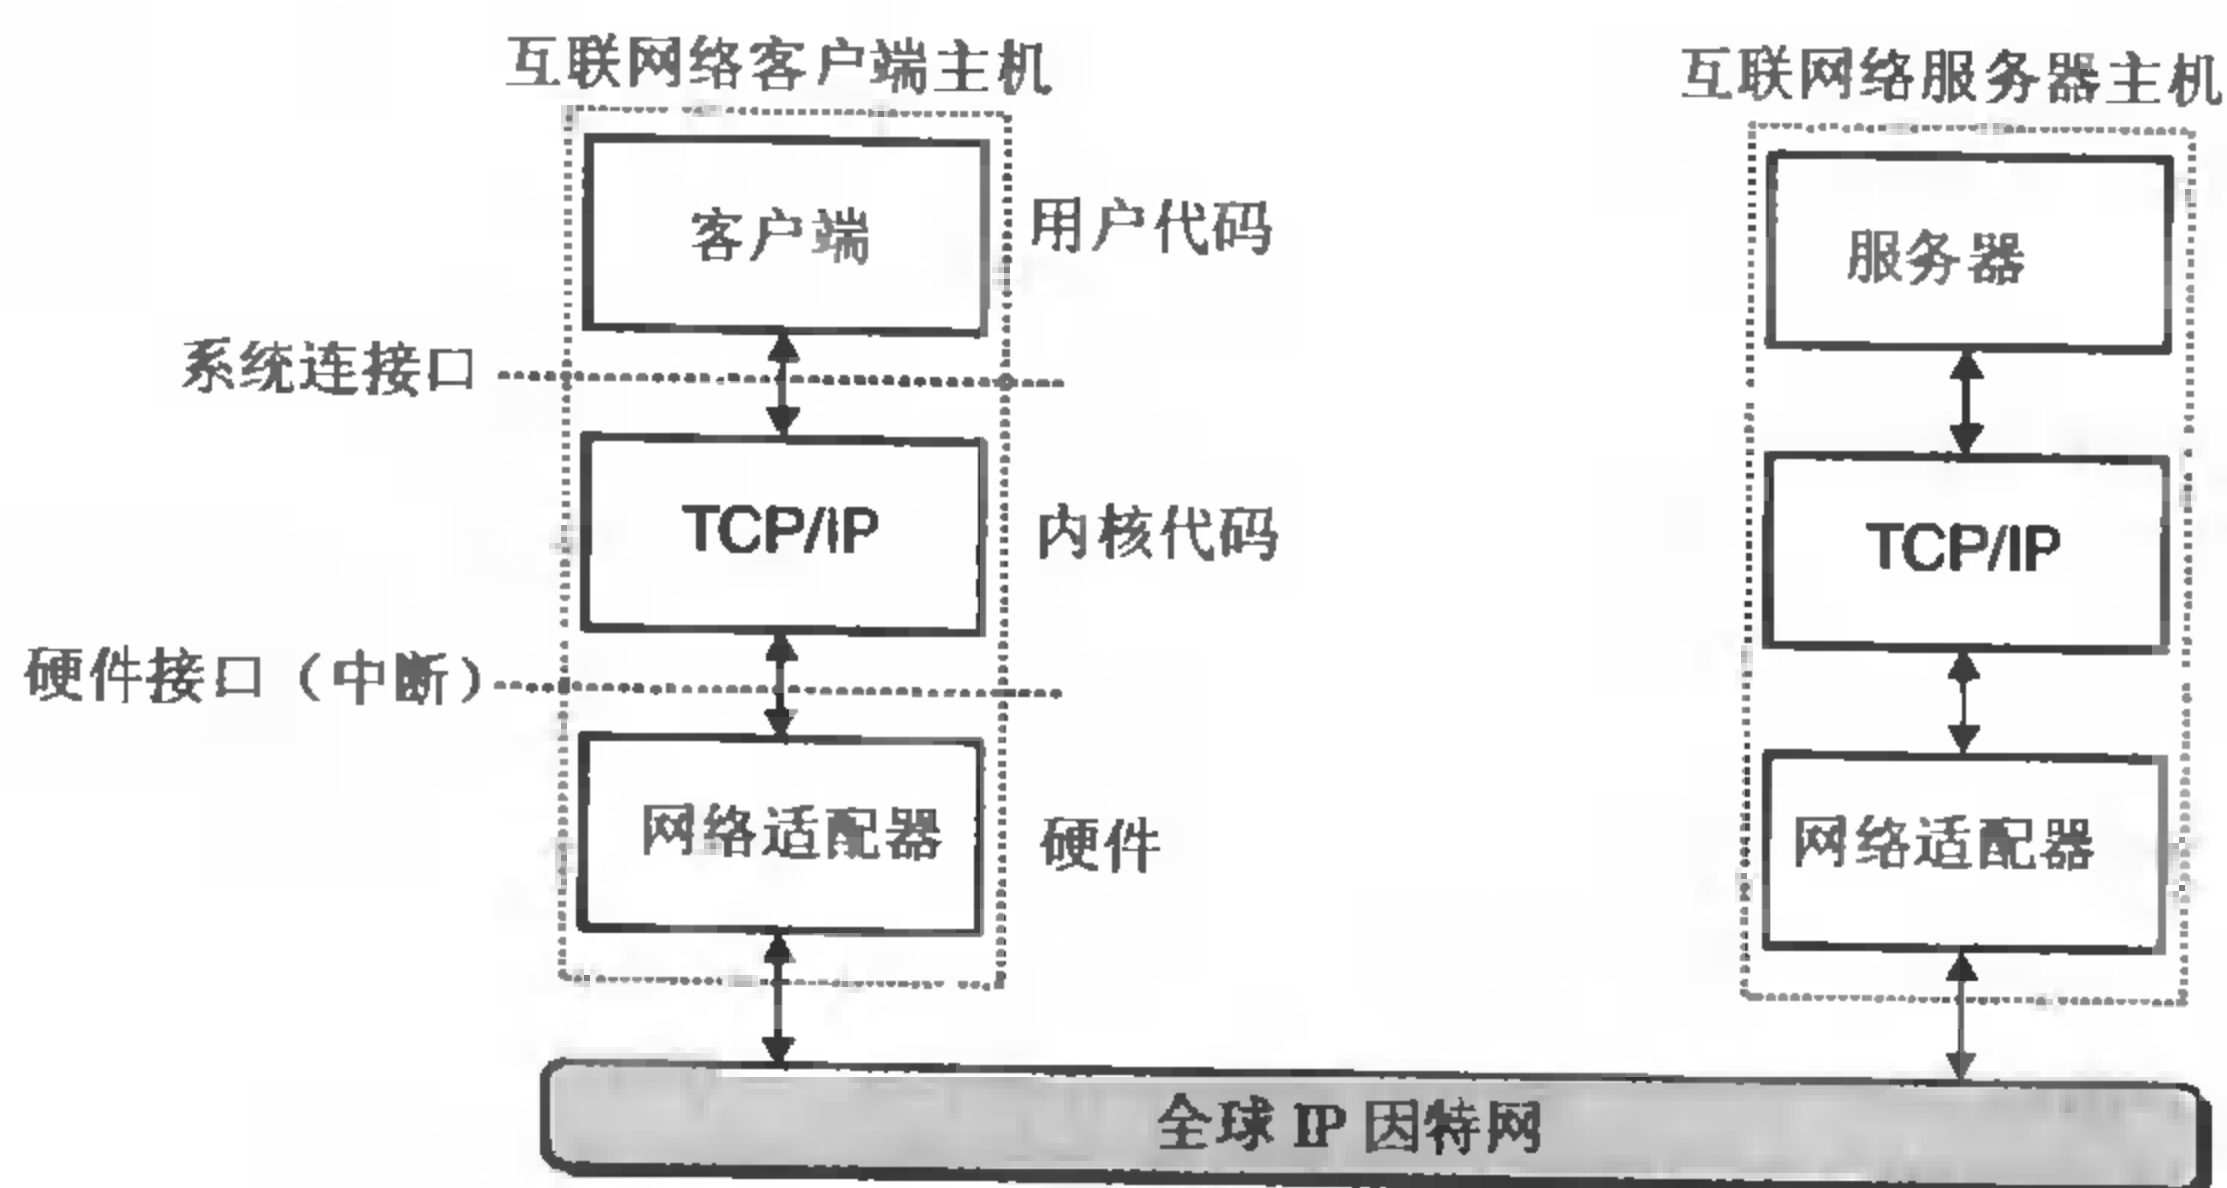 互联网络客户端主机
互联网络服务器主机
客户端
用户代码
服务器
系统连接口
TCP/IP
内核代码
TCP/IP
硬件接口（中断）
网络适配器
硬件
网络适配器
全球 IP 因特网